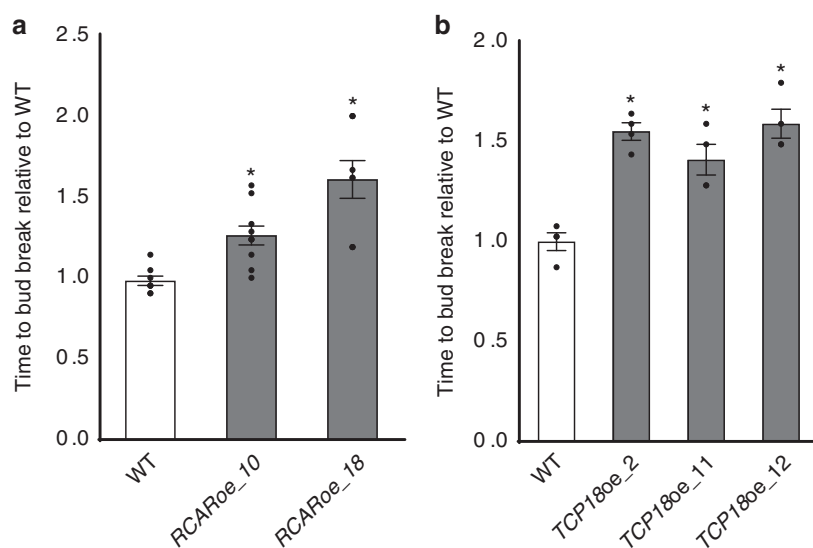 a
Time to bud break relative to WT
2.5
2.0
1.5
1.0
0.5
0.0
*
*
WT
RCARoe_10
RCARoe_18
b
Time to bud break relative to WT
2.0
1.5
1.0
0.5
0.0
*
*
*
WT
TCP18oe_2
TCP18oe_11
TCP18oe_12